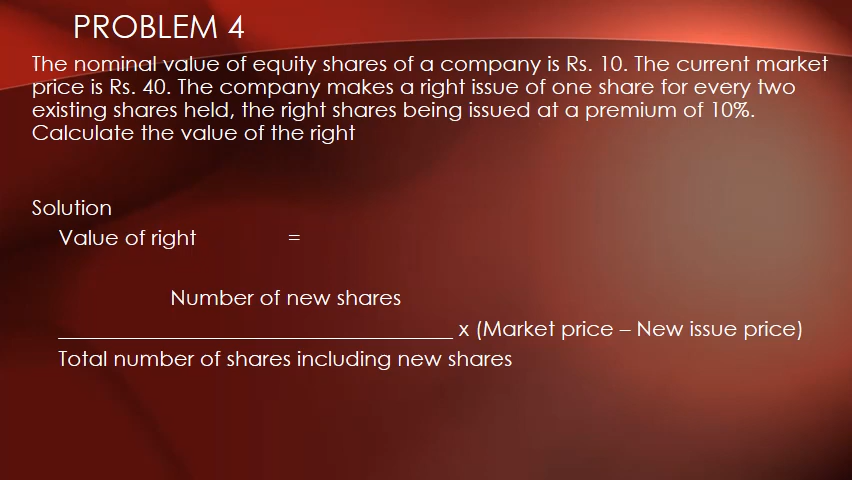 PROBLEM 4
The nominal value of equity shares of a company is Rs. 10. The current market
price is Rs. 40. The company makes a right issue of one share for every two
existing shares held, the right shares being issued at a premium of 10%.
Calculate the value of the right
Solution
Value of right =
Number of new shares
____________________________________ x (Market price – New issue price)
Total number of shares including new shares